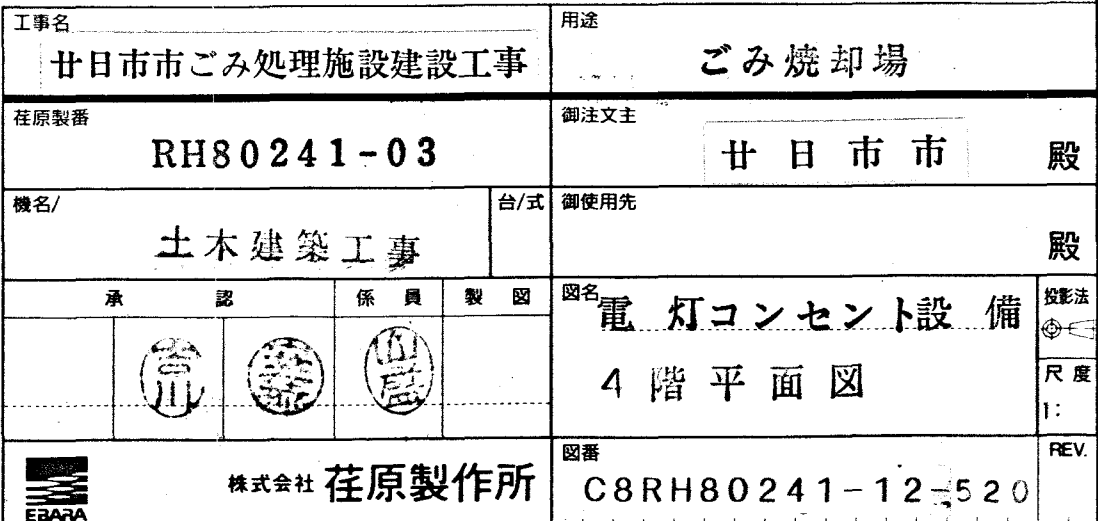 工事名
廿日市市ごみ処理施設建設工事
用途
ごみ焼却場
荏原製番
RH80241-03
御注文主
廿日市市 殿
機名/
土木建築工事
台/式
御使用先
殿
承認
係員
製図
図名
電灯コンセント設備
4階平面図
投影法
尺度
1:
EBARA
株式会社 荏原製作所
図番
C8RH80241-12-520
REV.